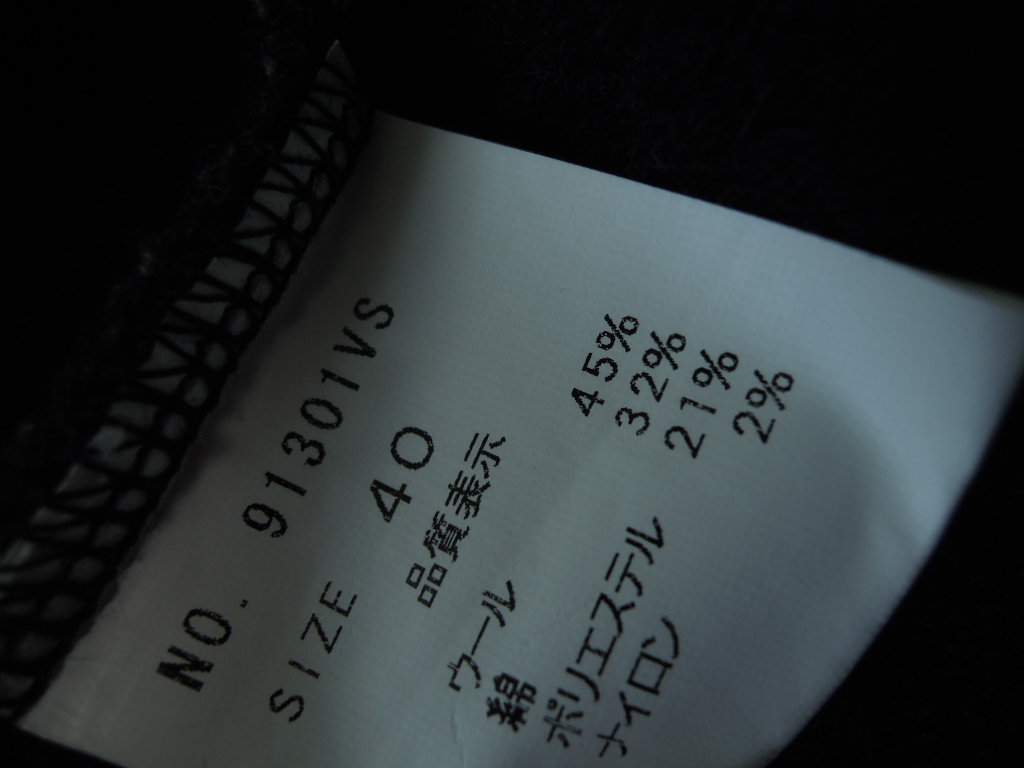 NO. 91301VS
SIZE 40
品質表示
ウール 45%
綿 32%
ポリエステル 21%
ナイロン 2%